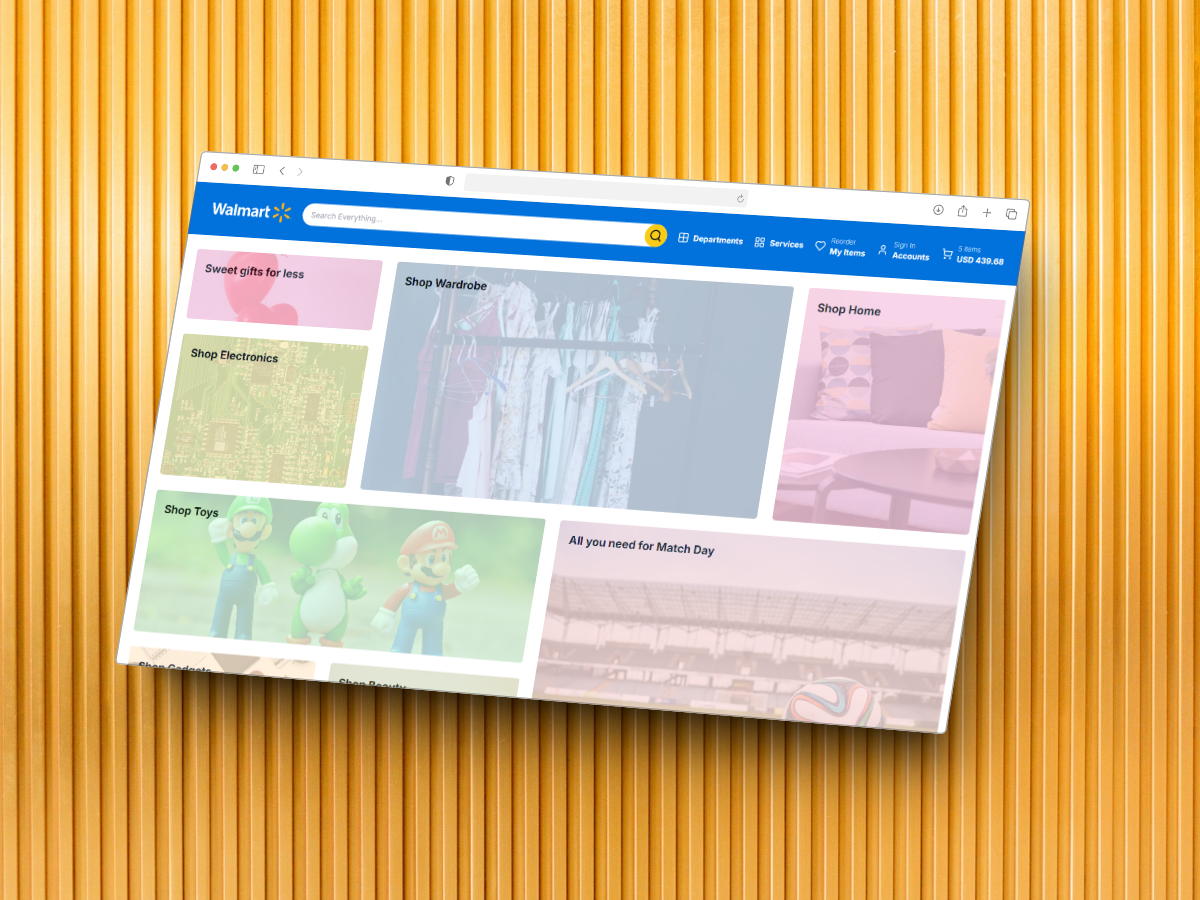 Walmart
Search Everything...
Departments
Services
Reorder
My Items
Sign In
Accounts
5 items
USD 439.68
Sweet gifts for less
Shop Wardrobe
Shop Home
Shop Electronics
Shop Toys
All you need for Match Day
Shop Gadgets
Shop Beauty
M